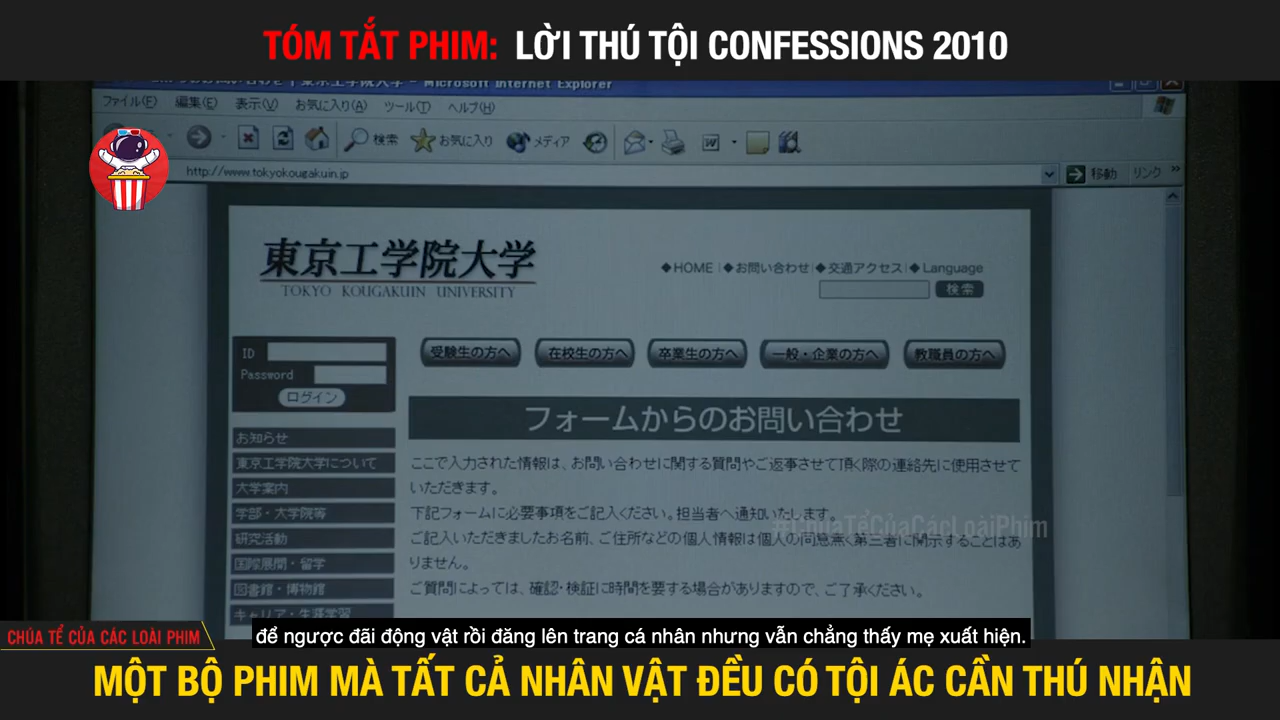 TÓM TẮT PHIM: LỜI THÚ TỘI CONFESSIONS 2010
Microsoft Internet Explorer
ファイル(F) 編集(E) 表示(V) お気に入り(A) ツール(T) ヘルプ(H)
検索 お気に入り メディア
http://www.tokyokougakuin.jp 移動 リンク
東京工学院大学
TOKYO KOUGAKUIN UNIVERSITY
◆HOME | ◆お問い合わせ | ◆交通アクセス | ◆Language
検索
ID
Password
ログイン
受験生の方へ 在校生の方へ 卒業生の方へ 一般・企業の方へ 教職員の方へ
フォームからのお問い合わせ
お知らせ
東京工学院大学について
大学案内
学部・大学院等
研究活動
国際展開・留学
図書館・博物館
キャリア・生涯学習
ここで入力された情報は、お問い合わせに関する質問やご返事させて頂く際の連絡先に使用させて
いただきます。
下記フォームに必要事項をご記入ください。担当者へ通知いたします。
ご記入いただきましたお名前、ご住所などの個人情報は個人の同意無く第三者に開示することはあ
りません。
ご質問によっては、確認・検証に時間を要する場合がありますので、ご了承ください。
#ChúaTểCủaCácLoàiPhim
để ngược đãi động vật rồi đăng lên trang cá nhân nhưng vẫn chẳng thấy mẹ xuất hiện.
CHÚA TỂ CỦA CÁC LOÀI PHIM
MỘT BỘ PHIM MÀ TẤT CẢ NHÂN VẬT ĐỀU CÓ TỘI ÁC CẦN THÚ NHẬN